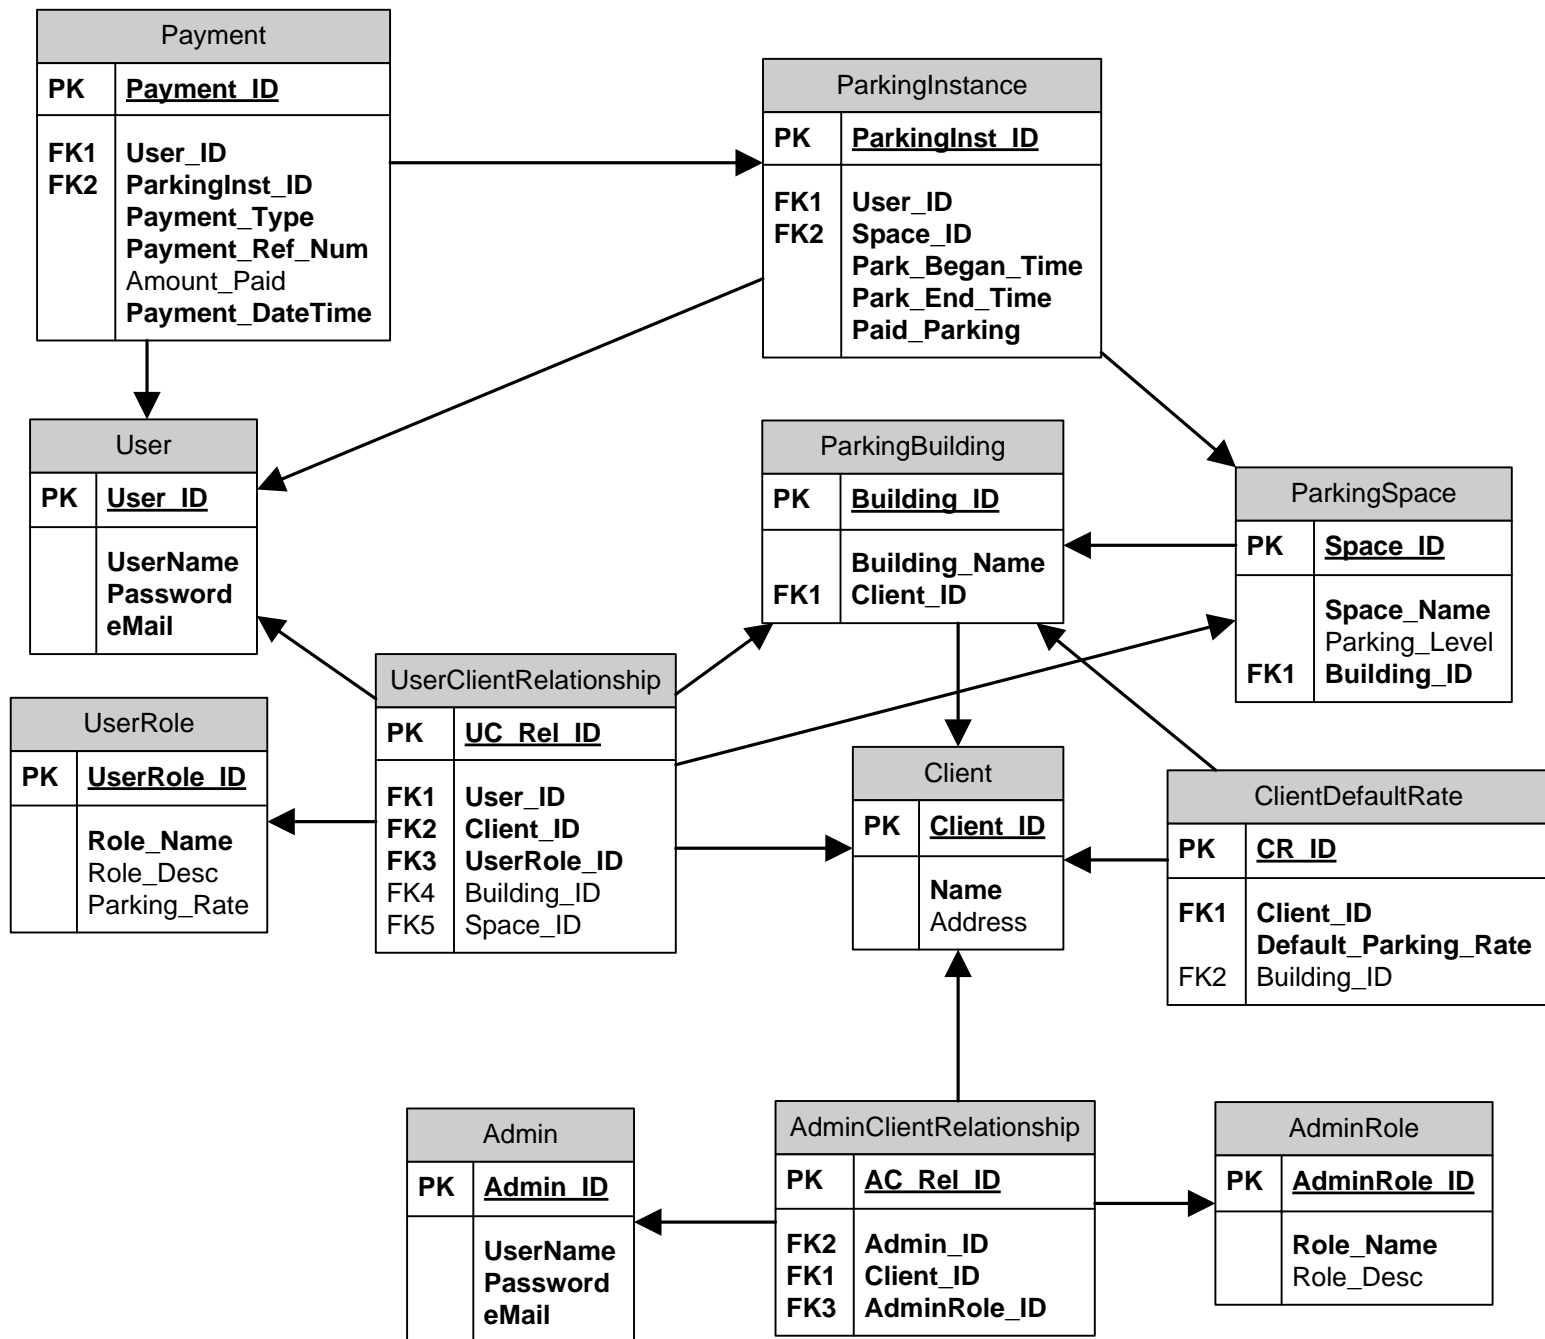 Payment
PK Payment_ID
FK1 User_ID
FK2 ParkingInst_ID
Payment_Type
Payment_Ref_Num
Amount_Paid
Payment_DateTime
ParkingInstance
PK ParkingInst_ID
FK1 User_ID
FK2 Space_ID
Park_Began_Time
Park_End_Time
Paid_Parking
User
PK User_ID
UserName
Password
eMail
ParkingBuilding
PK Building_ID
Building_Name
FK1 Client_ID
ParkingSpace
PK Space_ID
Space_Name
Parking_Level
FK1 Building_ID
UserRole
PK UserRole_ID
Role_Name
Role_Desc
Parking_Rate
UserClientRelationship
PK UC_Rel_ID
FK1 User_ID
FK2 Client_ID
FK3 UserRole_ID
FK4 Building_ID
FK5 Space_ID
Client
PK Client_ID
Name
Address
ClientDefaultRate
PK CR_ID
FK1 Client_ID
Default_Parking_Rate
FK2 Building_ID
Admin
PK Admin_ID
UserName
Password
eMail
AdminClientRelationship
PK AC_Rel_ID
FK2 Admin_ID
FK1 Client_ID
FK3 AdminRole_ID
AdminRole
PK AdminRole_ID
Role_Name
Role_Desc